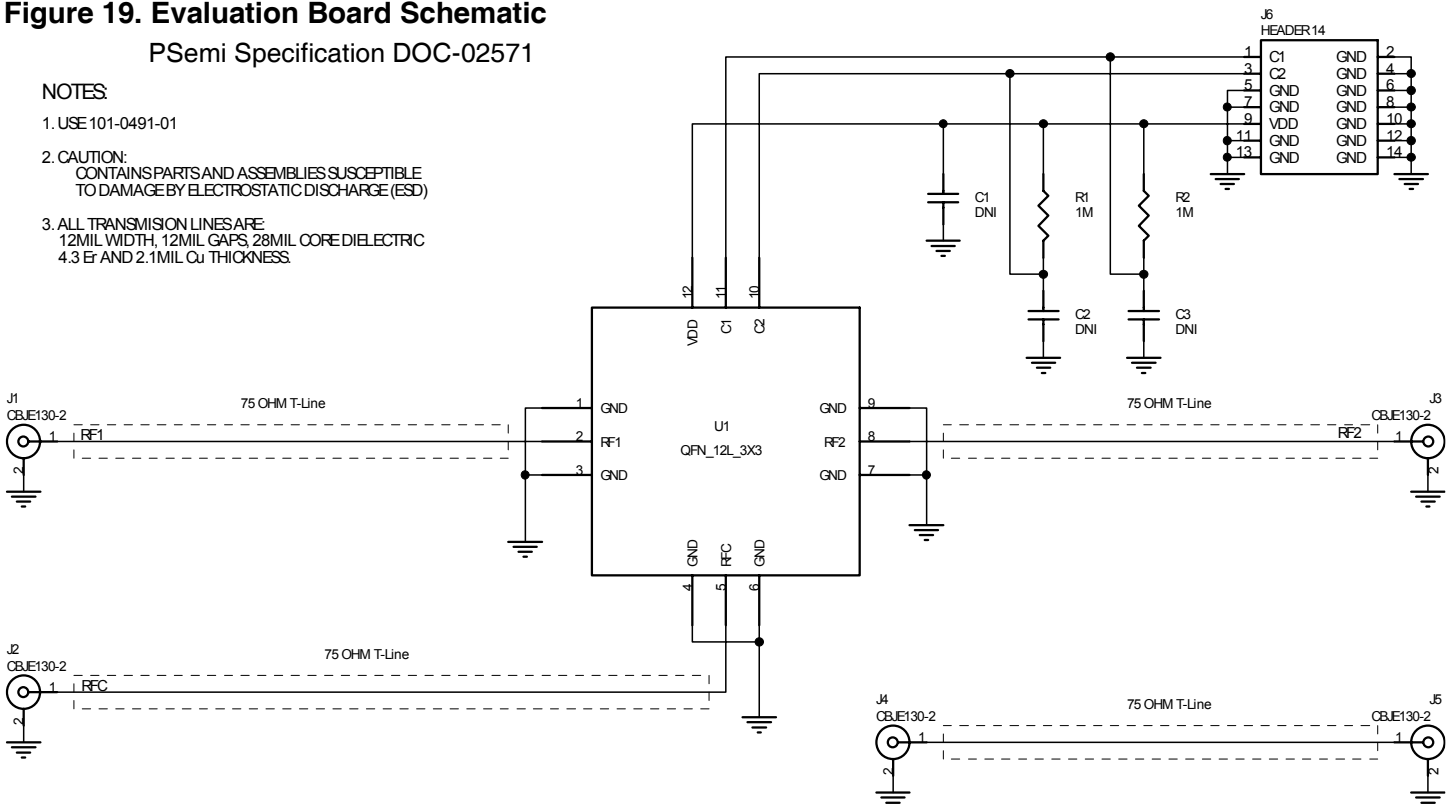 Figure 19. Evaluation Board Schematic
PSemi Specification DOC-02571
NOTES:
1. USE 101-0491-01
2. CAUTION:
CONTAINS PARTS AND ASSEMBLIES SUSCEPTIBLE
TO DAMAGE BY ELECTROSTATIC DISCHARGE (ESD)
3. ALL TRANSMISION LINES ARE:
12MIL WIDTH, 12MIL GAPS, 28MIL CORE DIELECTRIC
4.3 Er AND 2.1MIL Cu THICKNESS.
J6
HEADER 14
1 C1 GND 2
3 C2 GND 4
5 GND GND 6
7 GND GND 8
9 VDD GND 10
11 GND GND 12
13 GND GND 14
C1
DNI
R1
1M
R2
1M
C2
DNI
C3
DNI
12 11 10
VDD C1 C2
J1
CBJE130-2
1
2
RF1
75 OHM T-Line
1 GND
2 RF1
3 GND
U1
QFN_12L_3X3
GND 9
RF2 8
GND 7
75 OHM T-Line
RF2
J3
CBJE130-2
1
2
GND RFC GND
4 5 6
J2
CBJE130-2
1
2
RFC
75 OHM T-Line
J4
CBJE130-2
1
2
75 OHM T-Line
J5
CBJE130-2
1
2